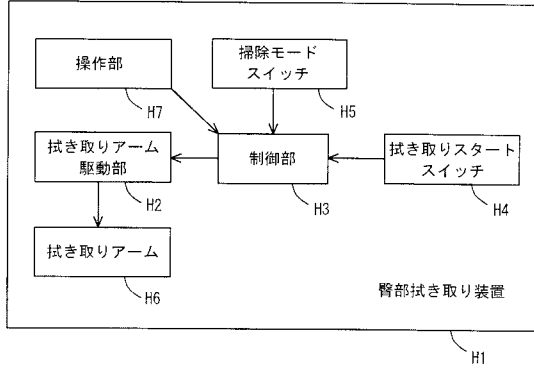 操作部
H7
掃除モード
スイッチ
H5
拭き取りアーム
駆動部
H2
制御部
H3
拭き取りスタート
スイッチ
H4
拭き取りアーム
H6
臀部拭き取り装置
H1